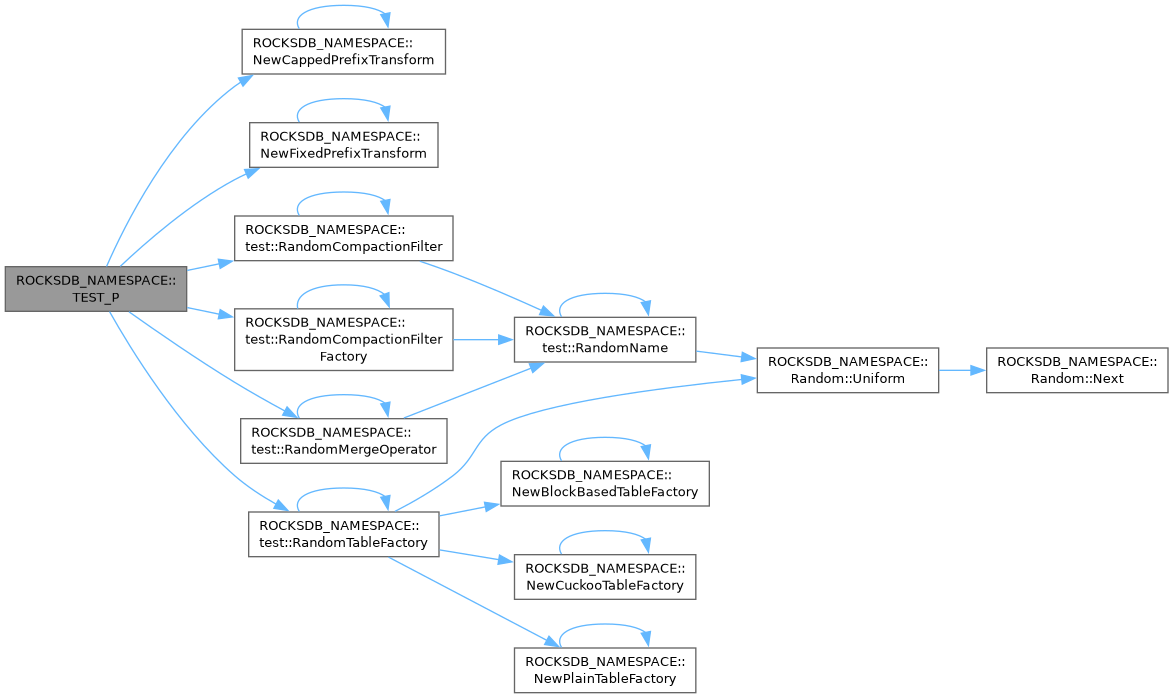 ROCKSDB_NAMESPACE::
NewCappedPrefixTransform
ROCKSDB_NAMESPACE::
NewFixedPrefixTransform
ROCKSDB_NAMESPACE::
test::RandomCompactionFilter
ROCKSDB_NAMESPACE::
TEST_P
ROCKSDB_NAMESPACE::
test::RandomCompactionFilter
Factory
ROCKSDB_NAMESPACE::
test::RandomName
ROCKSDB_NAMESPACE::
Random::Uniform
ROCKSDB_NAMESPACE::
Random::Next
ROCKSDB_NAMESPACE::
test::RandomMergeOperator
ROCKSDB_NAMESPACE::
NewBlockBasedTableFactory
ROCKSDB_NAMESPACE::
test::RandomTableFactory
ROCKSDB_NAMESPACE::
NewCuckooTableFactory
ROCKSDB_NAMESPACE::
NewPlainTableFactory